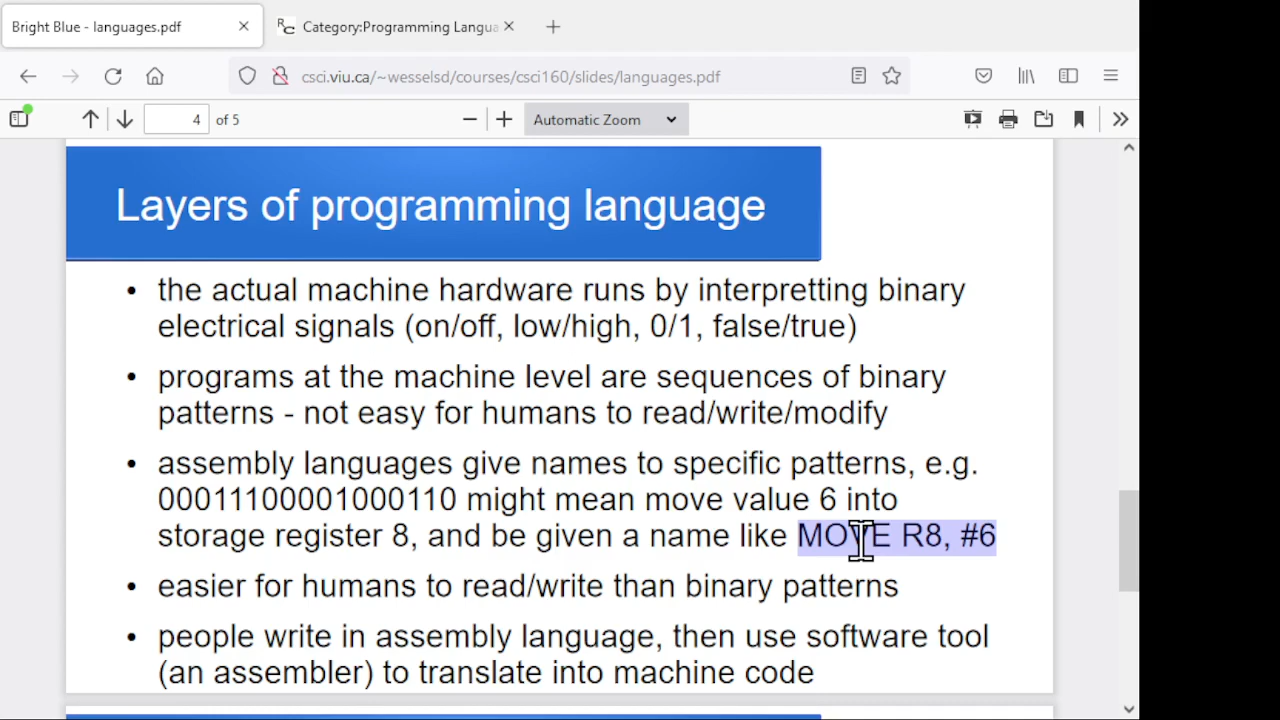 Bright Blue - languages.pdf
Category:Programming Langua
csci.viu.ca/~wesselsd/courses/csci160/slides/languages.pdf
4 of 5
Automatic Zoom
Layers of programming language
• the actual machine hardware runs by interpretting binary
electrical signals (on/off, low/high, 0/1, false/true)
• programs at the machine level are sequences of binary
patterns - not easy for humans to read/write/modify
• assembly languages give names to specific patterns, e.g.
00011100001000110 might mean move value 6 into
storage register 8, and be given a name like MOVE R8, #6
• easier for humans to read/write than binary patterns
• people write in assembly language, then use software tool
(an assembler) to translate into machine code